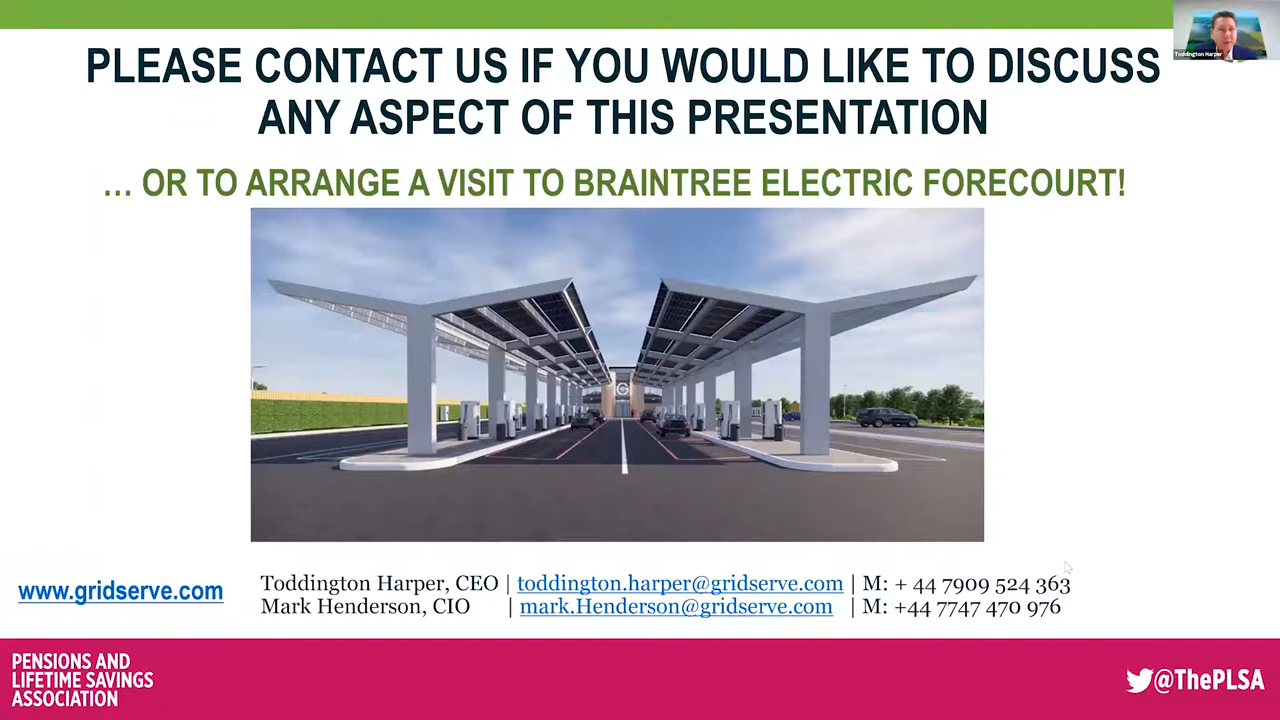 PLEASE CONTACT US IF YOU WOULD LIKE TO DISCUSS
ANY ASPECT OF THIS PRESENTATION
... OR TO ARRANGE A VISIT TO BRAINTREE ELECTRIC FORECOURT!
Toddington Harper
www.gridserve.com
Toddington Harper, CEO | toddington.harper@gridserve.com | M: + 44 7909 524 363
Mark Henderson, CIO | mark.Henderson@gridserve.com | M: +44 7747 470 976
PENSIONS AND
LIFETIME SAVINGS
ASSOCIATION
@ThePLSA